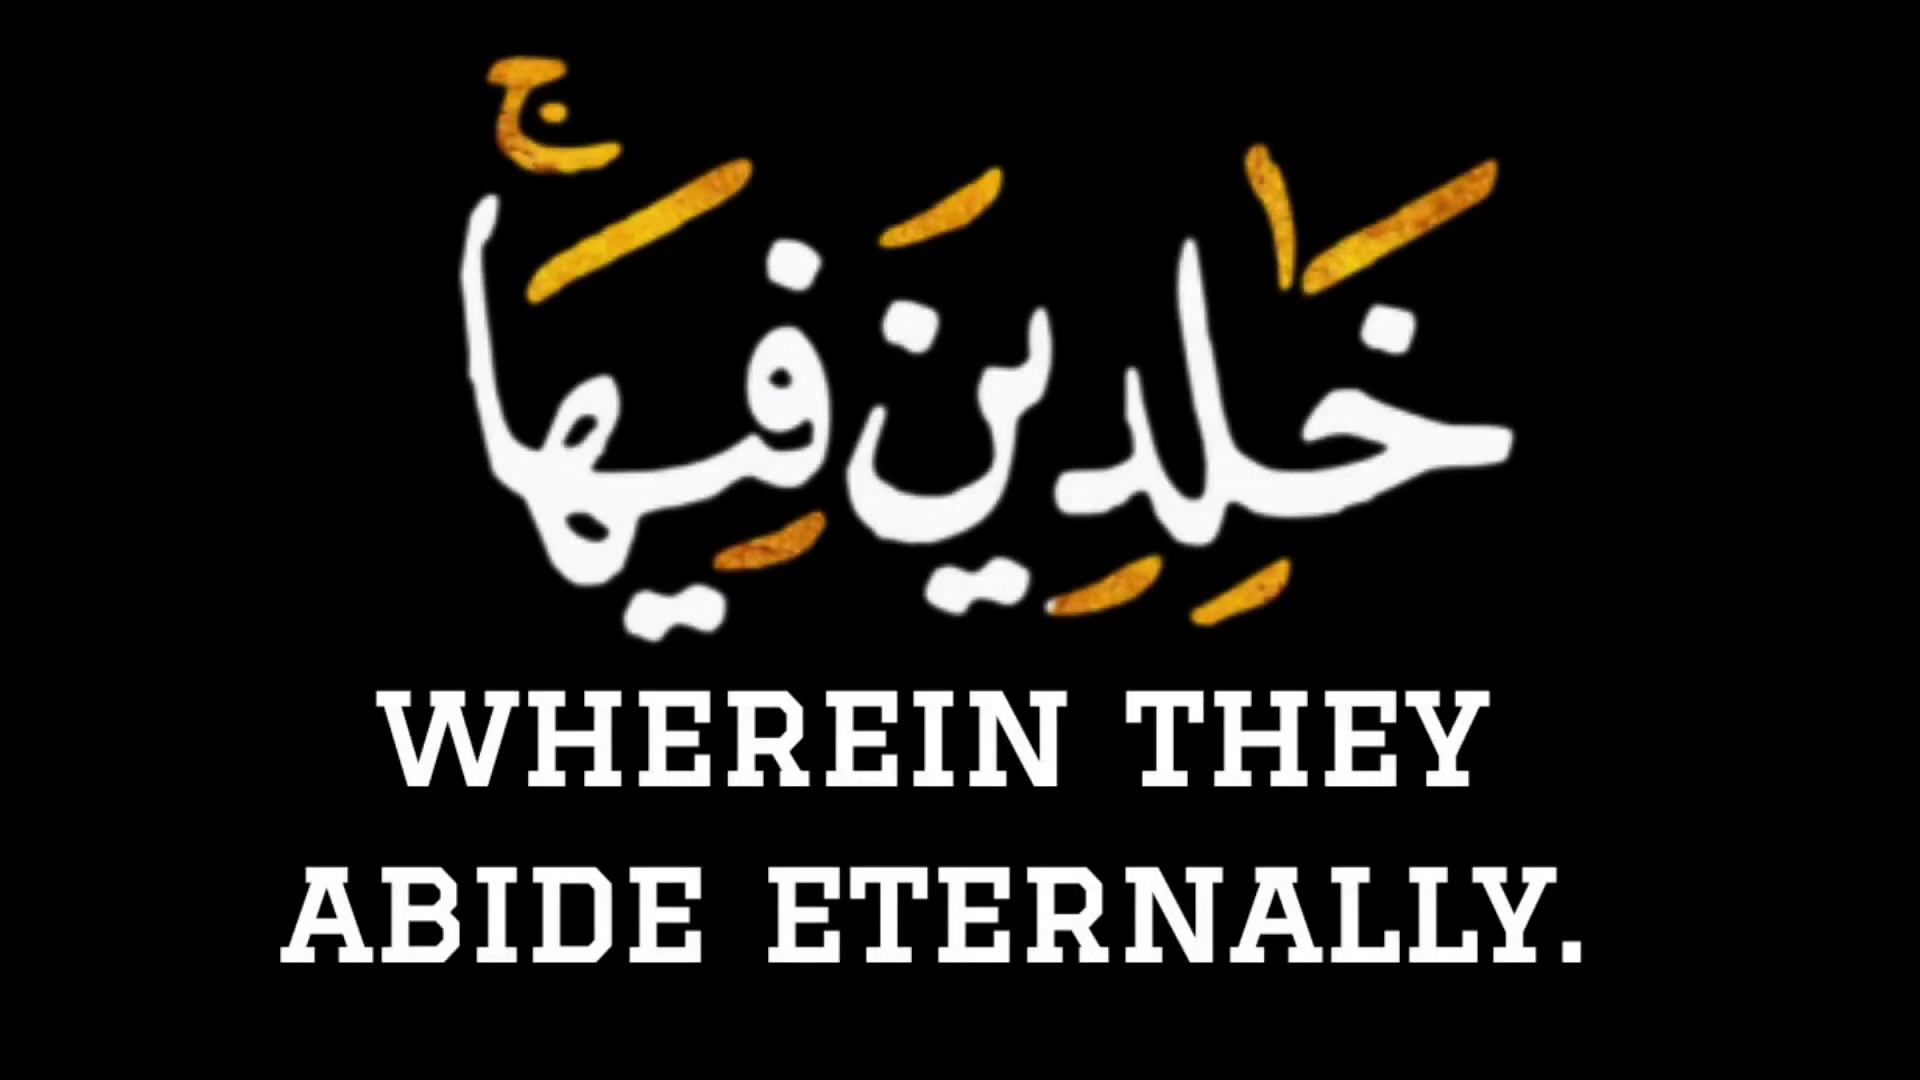 خَٰلِدِينَ فِيهَاۚ
WHEREIN THEY
ABIDE ETERNALLY.